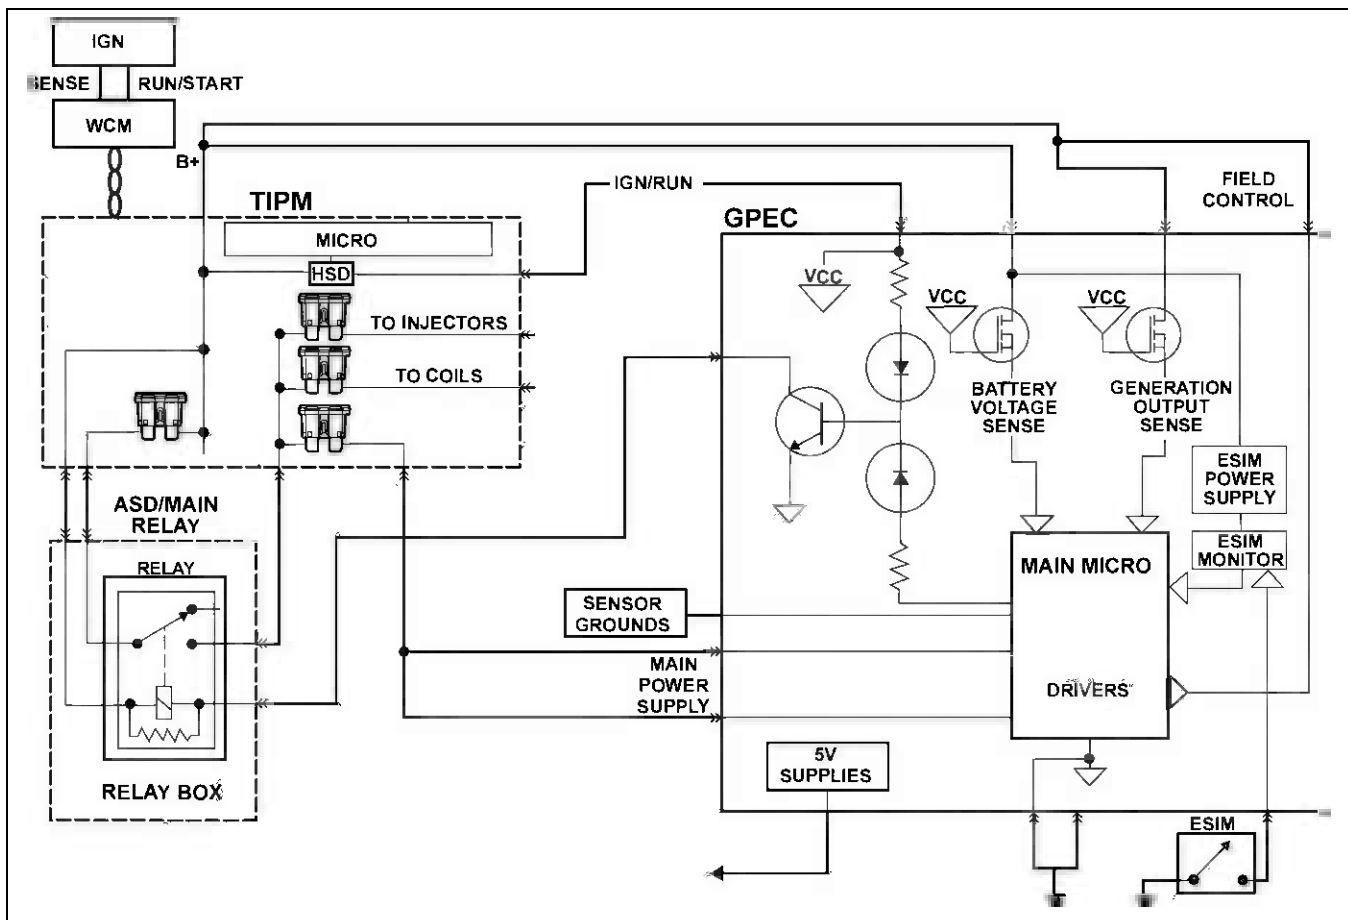 IGN
SENSE RUN/START
WCM
B+
TIPM
MICRO
HSD
TO INJECTORS
TO COILS
IGN/RUN
GPEC
FIELD
CONTROL
VCC
VCC
VCC
BATTERY
VOLTAGE
SENSE
GENERATION
OUTPUT
SENSE
ESIM
POWER
SUPPLY
ESIM
MONITOR
ASD/MAIN
RELAY
RELAY
RELAY BOX
SENSOR
GROUNDS
MAIN
POWER
SUPPLY
MAIN MICRO
DRIVERS
5V
SUPPLIES
ESIM